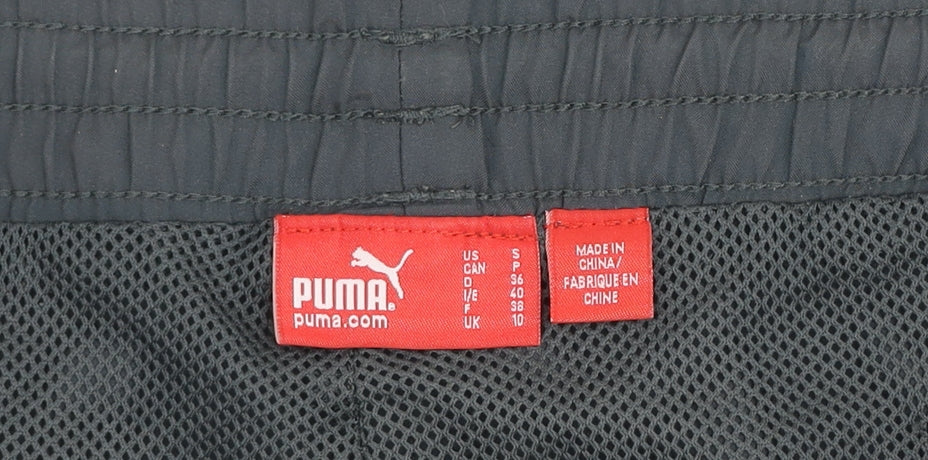 PUMA®
puma.com
US S
CAN P
D 36
I/E 40
F 38
UK 10
MADE IN
CHINA/
FABRIQUE EN
CHINE